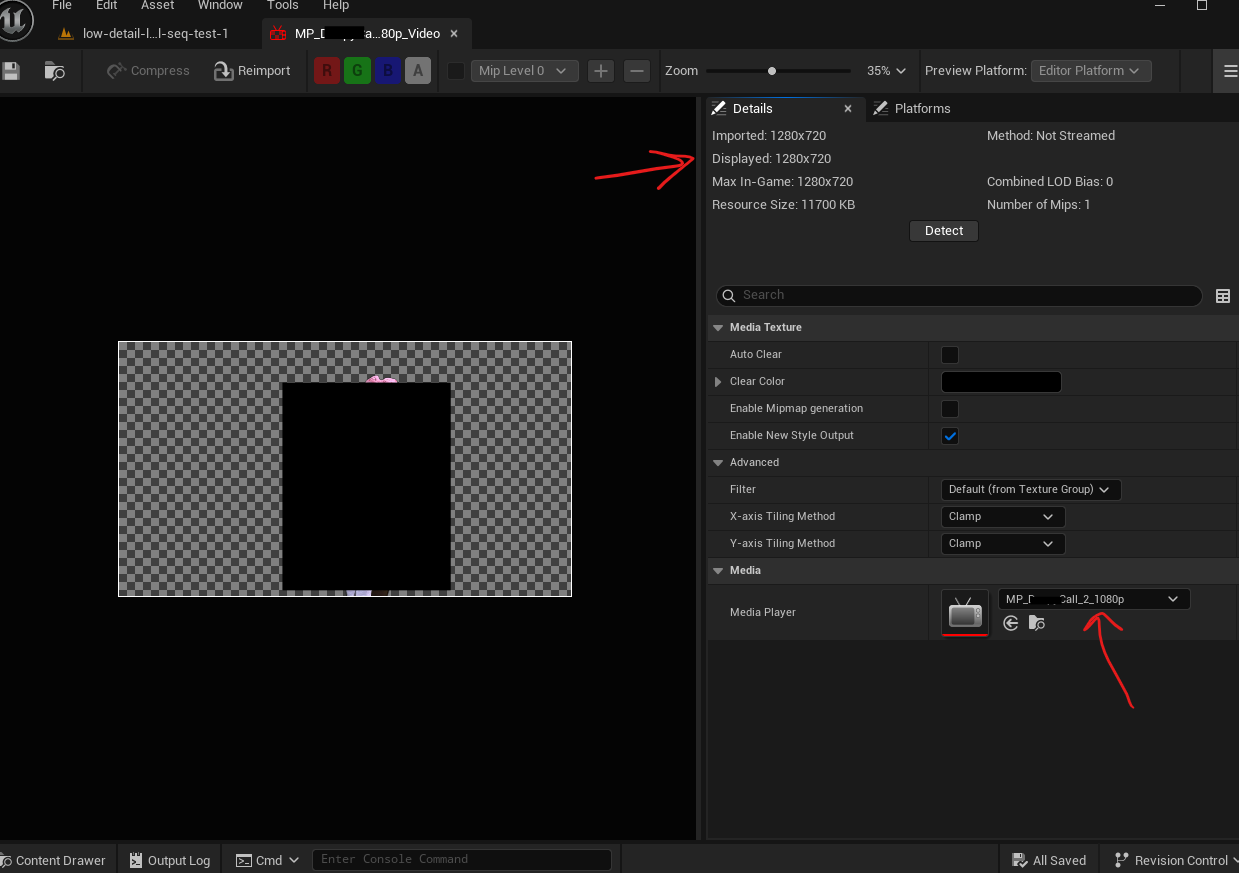 File Edit Asset Window Tools Help
low-detail-l...l-seq-test-1 MP_D a...80p_Video
Compress Reimport R G B A Mip Level 0 Zoom 35% Preview Platform: Editor Platform
Details Platforms
Imported: 1280x720 Method: Not Streamed
Displayed: 1280x720
Max In-Game: 1280x720 Combined LOD Bias: 0
Resource Size: 11700 KB Number of Mips: 1
Detect
Search
Media Texture
Auto Clear
Clear Color
Enable Mipmap generation
Enable New Style Output
Advanced
Filter Default (from Texture Group)
X-axis Tiling Method Clamp
Y-axis Tiling Method Clamp
Media
MP_D Call_2_1080p
Media Player
Content Drawer Output Log Cmd Enter Console Command All Saved Revision Control